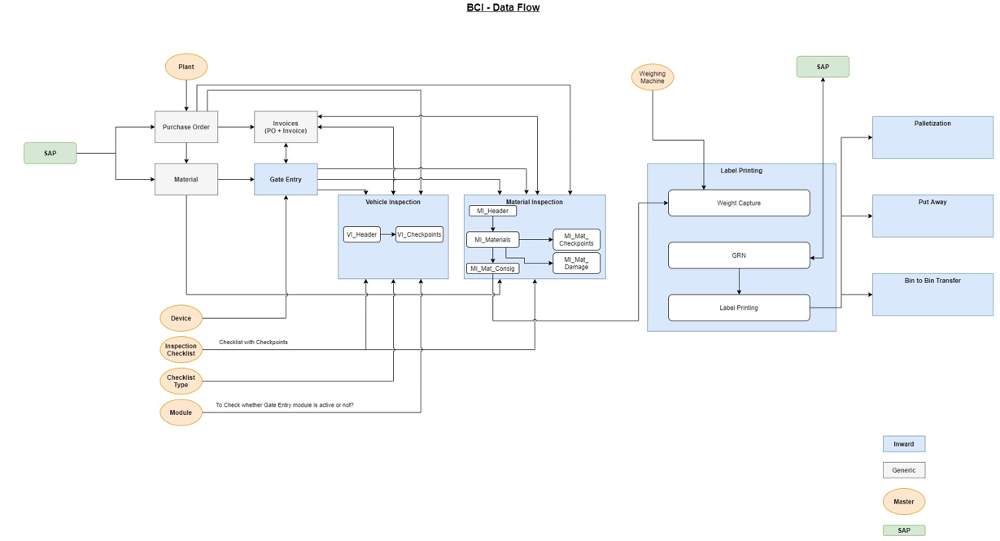 BCI - Data Flow
Plant
SAP
Weighing
Machine
Purchase Order
Invoices
(PO + Invoice)
Palletization
SAP
Material
Gate Entry
Label Printing
Vehicle Inspection
Material Inspection
Weight Capture
Put Away
MI_Header
VI_Header
VI_Checkpoints
MI_Materials
MI_Mat_
Checkpoints
GRN
MI_Mat_
Damage
MI_Mat_Consig
Bin to Bin Transfer
Label Printing
Device
Inspection
Checklist
Checklist with Checkpoints
Checklist
Type
Module
To Check whether Gate Entry module is active or not?
Inward
Generic
Master
SAP